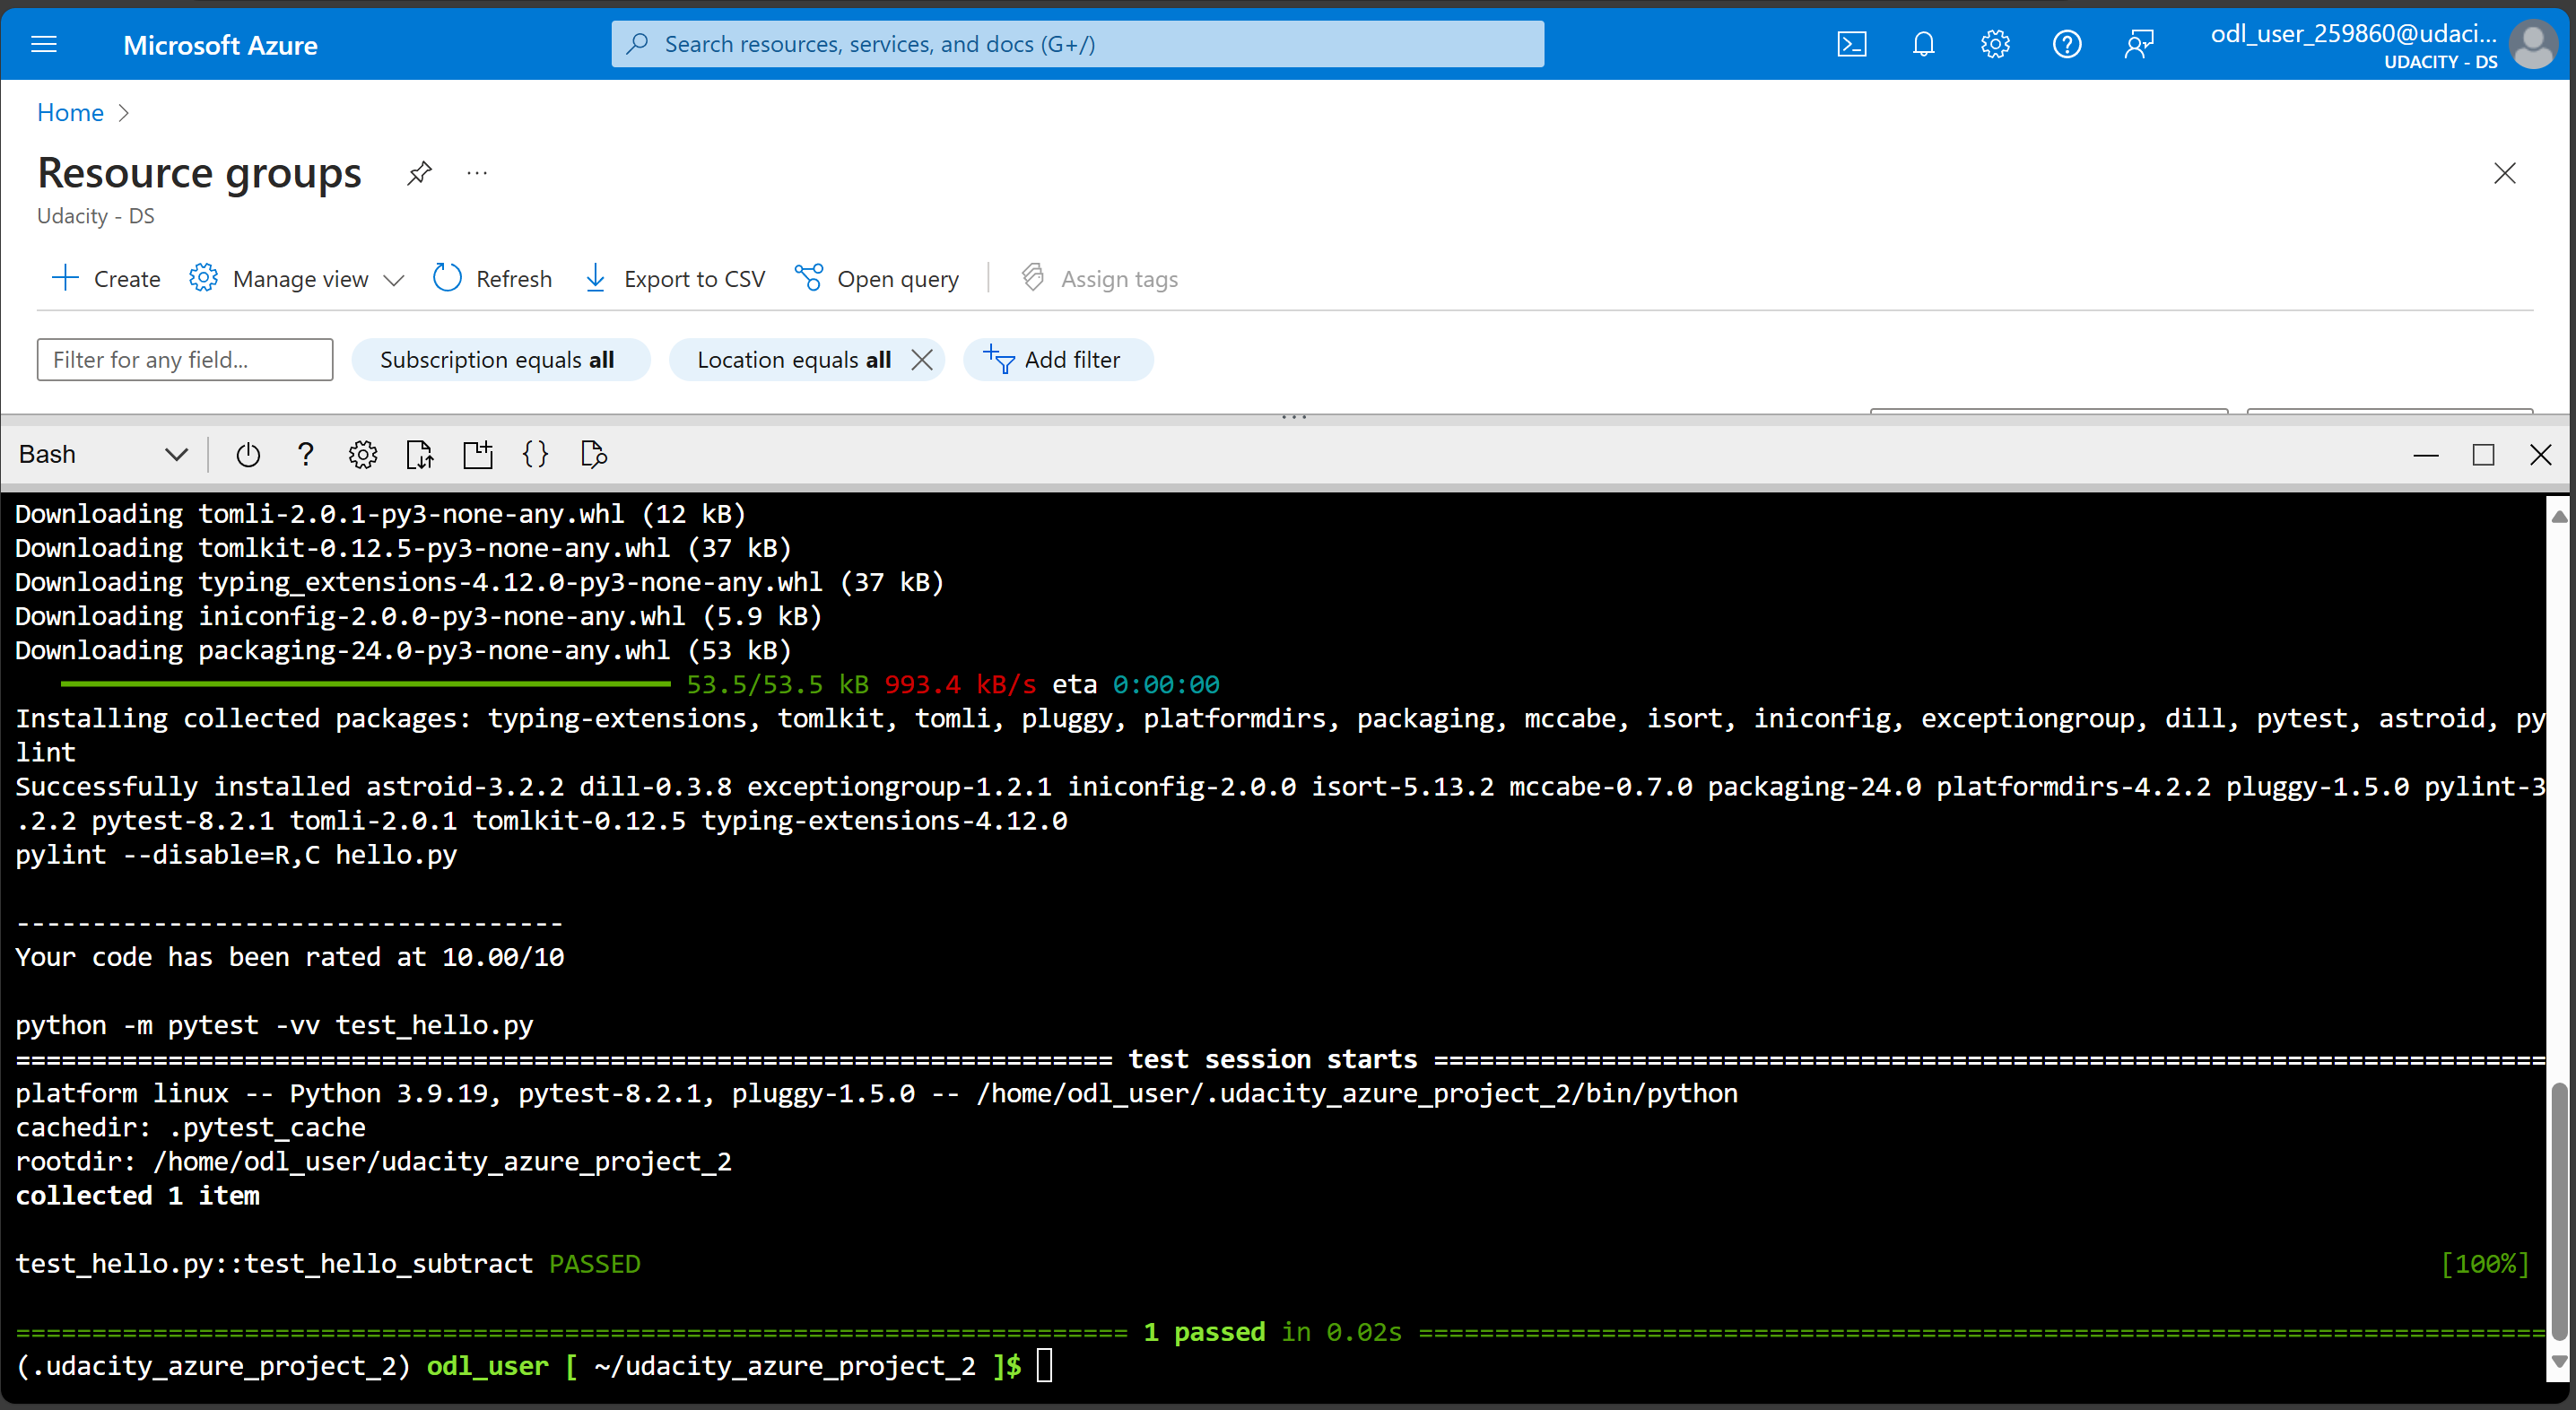 Microsoft Azure
Search resources, services, and docs (G+/)
odl_user_259860@udaci...
UDACITY - DS
Home
Resource groups
Udacity - DS
Create
Manage view
Refresh
Export to CSV
Open query
Assign tags
Filter for any field...
Subscription equals all
Location equals all
Add filter
Bash
Downloading tomli-2.0.1-py3-none-any.whl (12 kB)
Downloading tomlkit-0.12.5-py3-none-any.whl (37 kB)
Downloading typing_extensions-4.12.0-py3-none-any.whl (37 kB)
Downloading iniconfig-2.0.0-py3-none-any.whl (5.9 kB)
Downloading packaging-24.0-py3-none-any.whl (53 kB)
53.5/53.5 kB 993.4 kB/s eta 0:00:00
Installing collected packages: typing-extensions, tomlkit, tomli, pluggy, platformdirs, packaging, mccabe, isort, iniconfig, exceptiongroup, dill, pytest, astroid, py
lint
Successfully installed astroid-3.2.2 dill-0.3.8 exceptiongroup-1.2.1 iniconfig-2.0.0 isort-5.13.2 mccabe-0.7.0 packaging-24.0 platformdirs-4.2.2 pluggy-1.5.0 pylint-3
.2.2 pytest-8.2.1 tomli-2.0.1 tomlkit-0.12.5 typing-extensions-4.12.0
pylint --disable=R,C hello.py
------------------------------------
Your code has been rated at 10.00/10
python -m pytest -vv test_hello.py
======================================================================== test session starts =========================================================================
platform linux -- Python 3.9.19, pytest-8.2.1, pluggy-1.5.0 -- /home/odl_user/.udacity_azure_project_2/bin/python
cachedir: .pytest_cache
rootdir: /home/odl_user/udacity_azure_project_2
collected 1 item
test_hello.py::test_hello_subtract PASSED [100%]
========================================================================= 1 passed in 0.02s ==========================================================================
(.udacity_azure_project_2) odl_user [ ~/udacity_azure_project_2 ]$